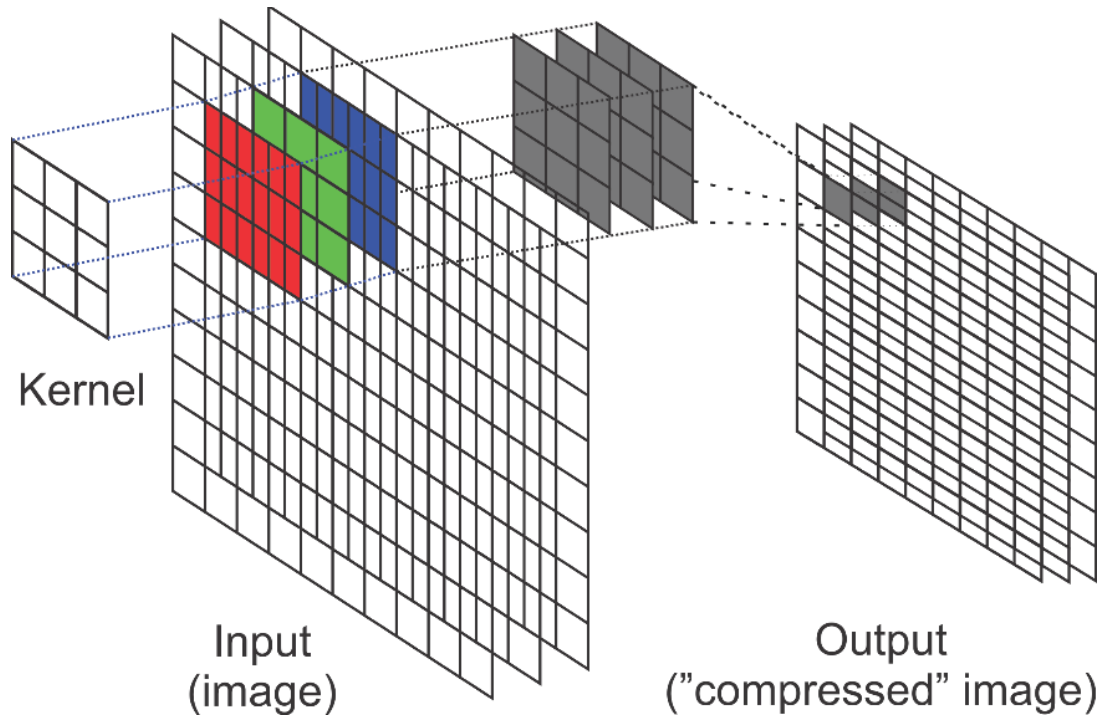 Kernel
Input
(image)
Output
(”compressed” image)